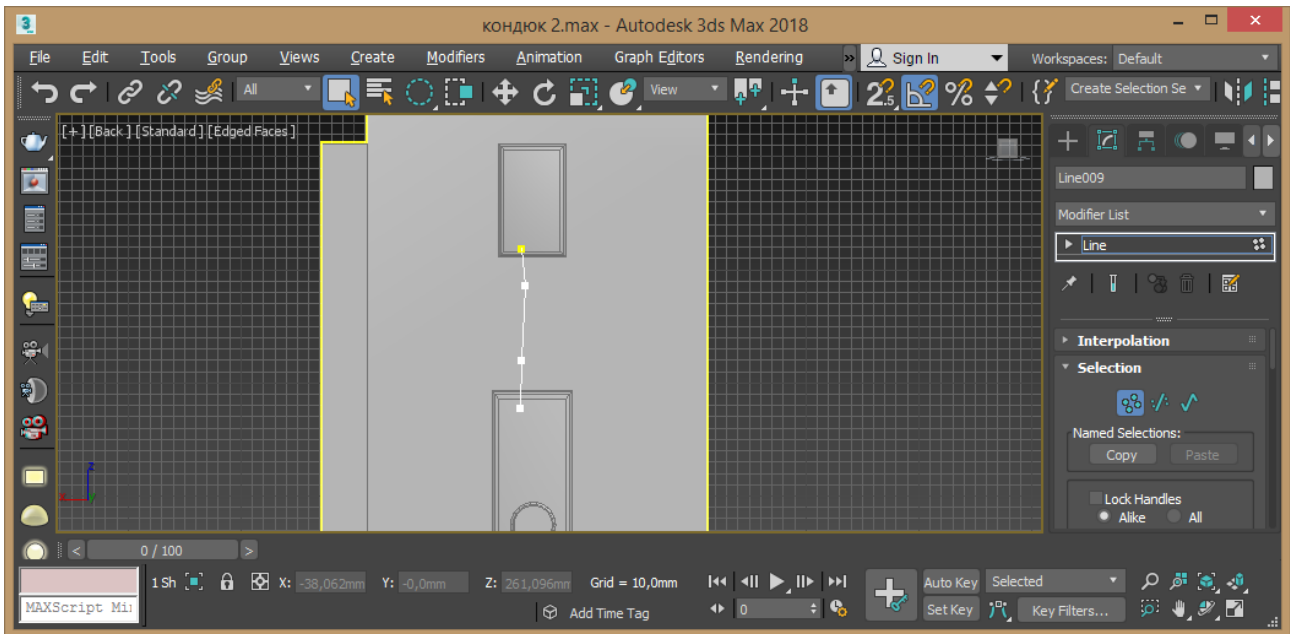 3 кондюк 2.max - Autodesk 3ds Max 2018
File Edit Tools Group Views Create Modifiers Animation Graph Editors Rendering » Sign In Workspaces: Default
All View 2.5 % Create Selection Se
[+] [Back ] [Standard ] [Edged Faces ]
Line009
Modifier List
Line
Interpolation
Selection
Named Selections:
Copy Paste
Lock Handles
Alike All
z
x y
< 0 / 100 >
1 Sh X: -38,062mm Y: -0,0mm Z: 261,096mm Grid = 10,0mm Auto Key Selected
MAXScript Mi Add Time Tag 0 Set Key Key Filters...